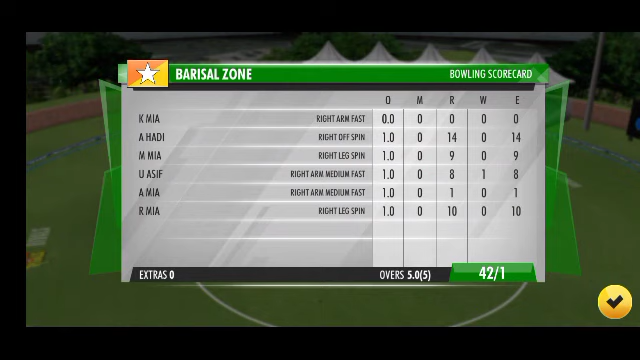 BARISAL ZONE BOWLING SCORECARD
O M R W E
K MIA RIGHT ARM FAST 0.0 0 0 0 0
A HADI RIGHT OFF SPIN 1.0 0 14 0 14
M MIA RIGHT LEG SPIN 1.0 0 9 0 9
U ASIF RIGHT ARM MEDIUM FAST 1.0 0 8 1 8
A MIA RIGHT ARM MEDIUM FAST 1.0 0 1 0 1
R MIA RIGHT LEG SPIN 1.0 0 10 0 10
EXTRAS 0 OVERS 5.0(5) 42/1